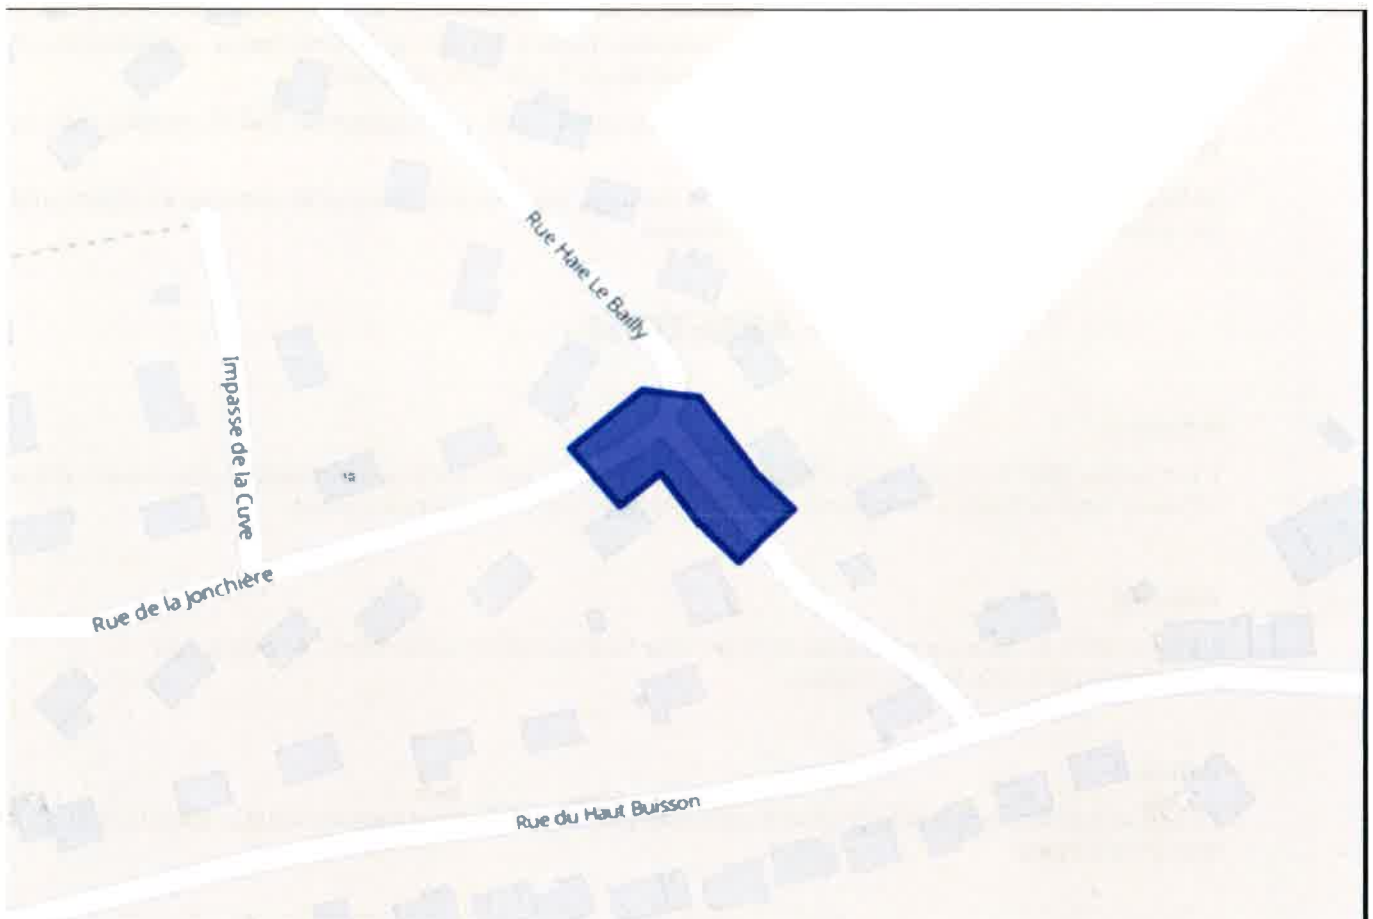 Rue Haie Le Bailly
Impasse de la Cuve
Rue de la Jonchière
Rue du Haut Buisson